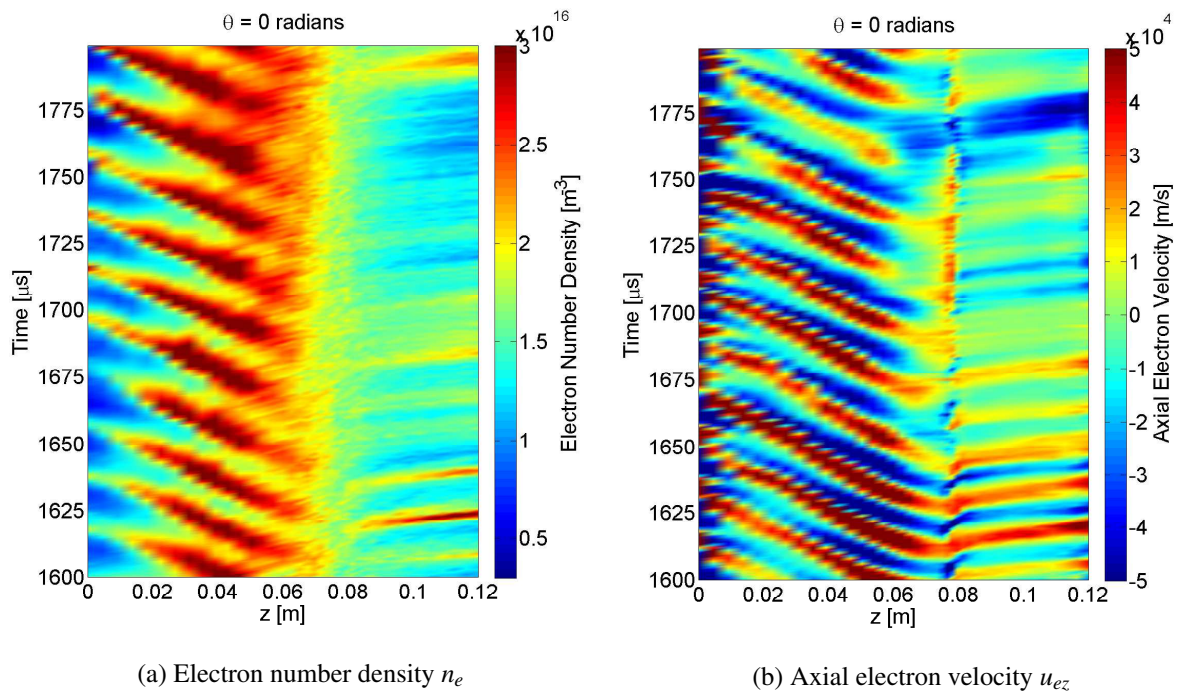 θ = 0 radians
x 10^16
3
2.5
2
1.5
1
0.5
Electron Number Density [m^-3]
1775
1750
1725
1700
1675
1650
1625
1600
Time [μs]
0 0.02 0.04 0.06 0.08 0.1 0.12
z [m]
(a) Electron number density n_e
θ = 0 radians
x 10^4
5
4
3
2
1
0
-1
-2
-3
-4
-5
Axial Electron Velocity [m/s]
1775
1750
1725
1700
1675
1650
1625
1600
Time [μs]
0 0.02 0.04 0.06 0.08 0.1 0.12
z [m]
(b) Axial electron velocity u_ez